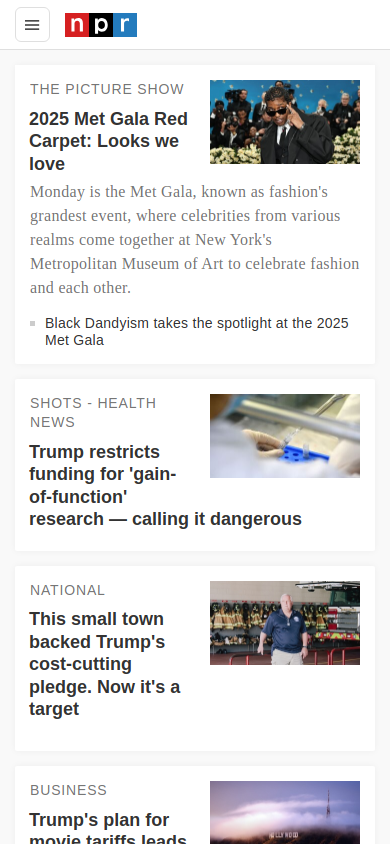 npr
THE PICTURE SHOW
2025 Met Gala Red
Carpet: Looks we
love
Monday is the Met Gala, known as fashion's
grandest event, where celebrities from various
realms come together at New York's
Metropolitan Museum of Art to celebrate fashion
and each other.
Black Dandyism takes the spotlight at the 2025
Met Gala
SHOTS - HEALTH
NEWS
Trump restricts
funding for 'gain-
of-function'
research — calling it dangerous
NATIONAL
This small town
backed Trump's
cost-cutting
pledge. Now it's a
target
BUSINESS
Trump's plan for
movie tariffs leads